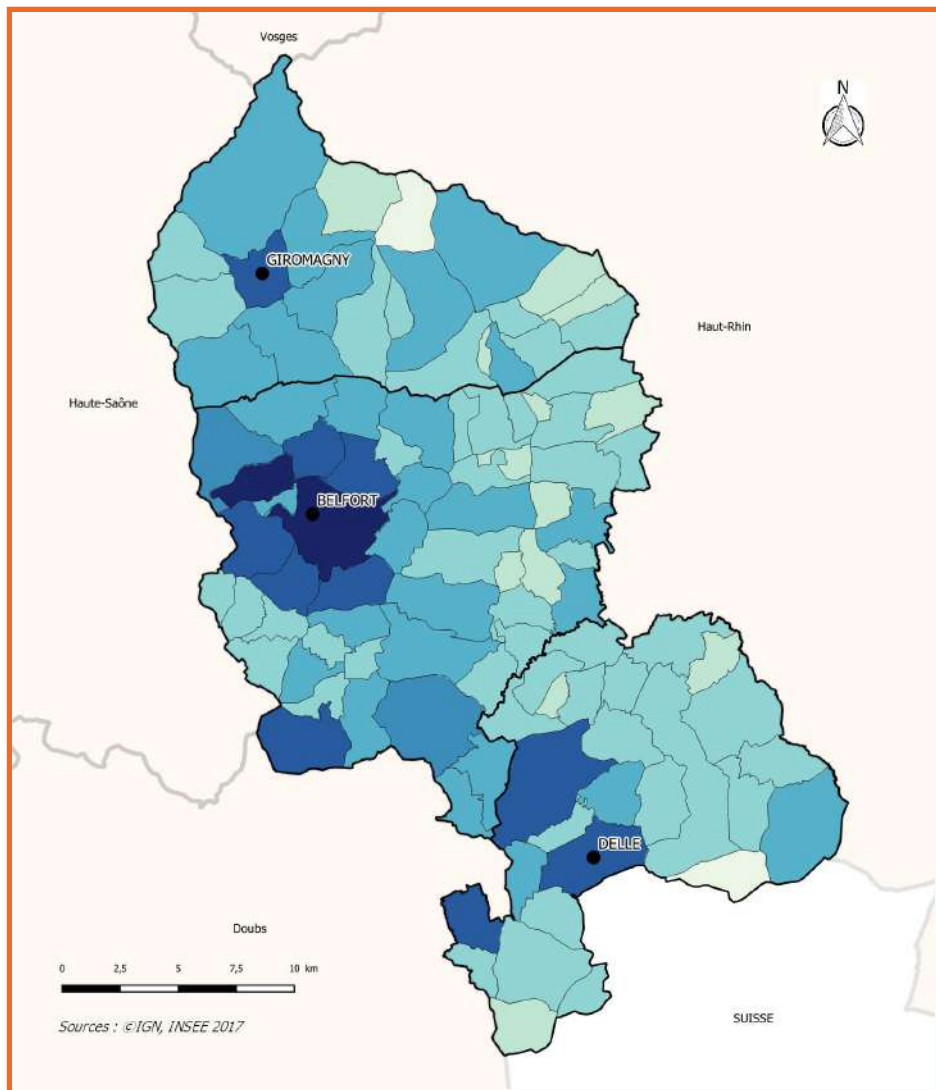 Vosges
N
GIROMAGNY
Haut-Rhin
Haute-Saône
BELFORT
DELLE
Doubs
0 2,5 5 7,5 10 km
SUISSE
Sources : ©IGN, INSEE 2017